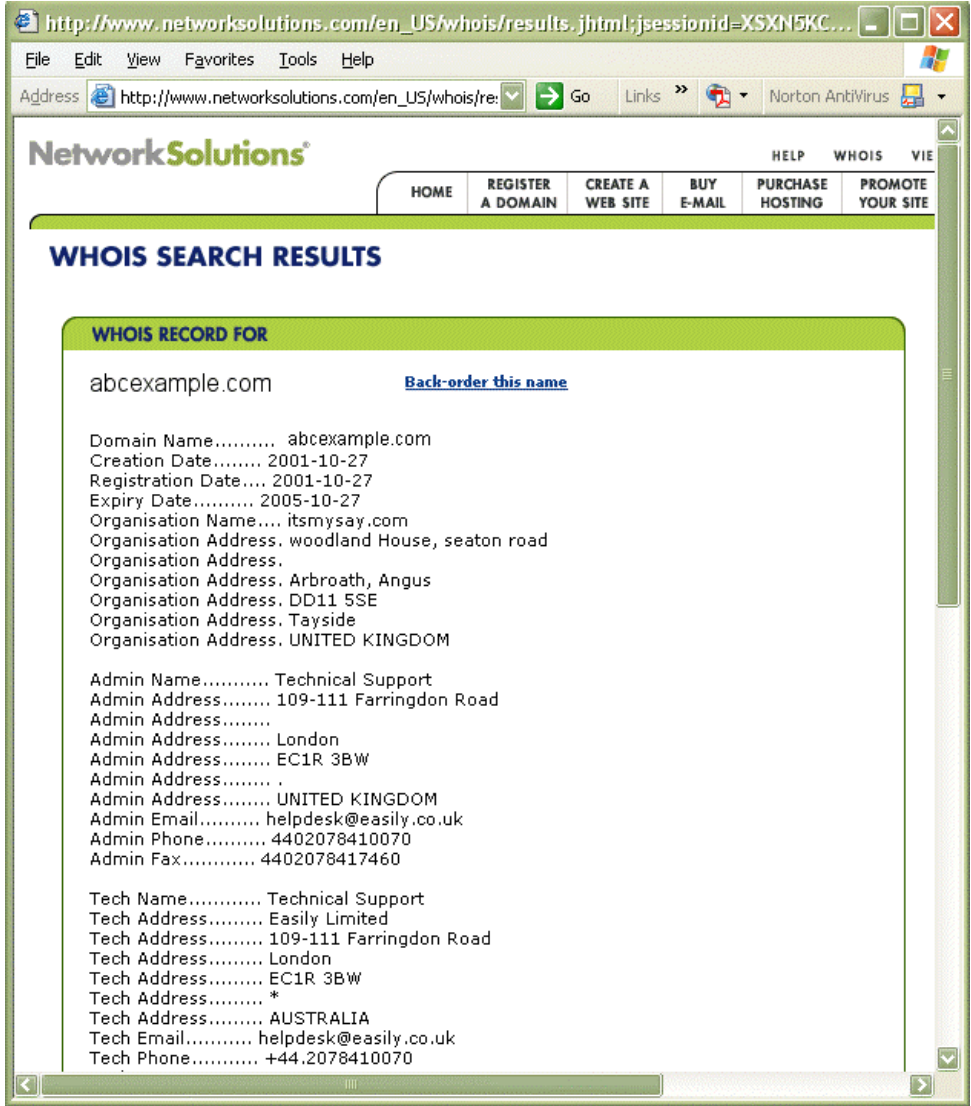 http://www.networksolutions.com/en_US/whois/results.jhtml;jsessionid=XSXN5KC...
File Edit View Favorites Tools Help
Address http://www.networksolutions.com/en_US/whois/re: Go Links » Norton AntiVirus
NetworkSolutions®
HELP WHOIS VIE
HOME REGISTER A DOMAIN CREATE A WEB SITE BUY E-MAIL PURCHASE HOSTING PROMOTE YOUR SITE
WHOIS SEARCH RESULTS
WHOIS RECORD FOR
abcexample.com Back-order this name
Domain Name.......... abcexample.com
Creation Date........ 2001-10-27
Registration Date.... 2001-10-27
Expiry Date.......... 2005-10-27
Organisation Name.... itsmysay.com
Organisation Address. woodland House, seaton road
Organisation Address.
Organisation Address. Arbroath, Angus
Organisation Address. DD11 5SE
Organisation Address. Tayside
Organisation Address. UNITED KINGDOM
Admin Name........... Technical Support
Admin Address........ 109-111 Farringdon Road
Admin Address........
Admin Address........ London
Admin Address........ EC1R 3BW
Admin Address........ .
Admin Address........ UNITED KINGDOM
Admin Email.......... helpdesk@easily.co.uk
Admin Phone.......... 4402078410070
Admin Fax............ 4402078417460
Tech Name............ Technical Support
Tech Address......... Easily Limited
Tech Address......... 109-111 Farringdon Road
Tech Address......... London
Tech Address......... EC1R 3BW
Tech Address......... *
Tech Address......... AUSTRALIA
Tech Email........... helpdesk@easily.co.uk
Tech Phone........... +44.2078410070